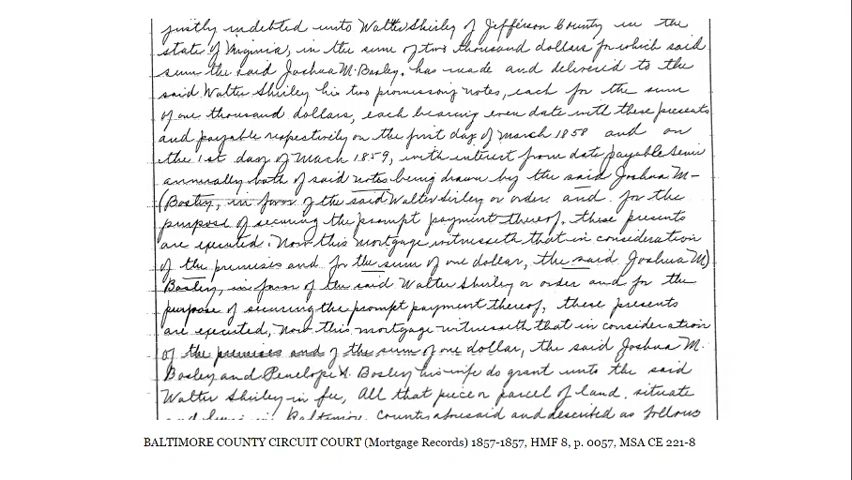 justly indebted unto Walter Shirley of Jefferson County in the
state of Virginia, in the sum of two thousand dollars for which said
sum the said Joshua M. Bosley, has made and delivered to the
said Walter Shirley his two promissory notes, each for the sum
of one thousand dollars, each bearing even date with these presents
and payable respectively on the first day of March 1858 and on
the 1st day of Mach 1859, with interest from date payable semi
annually both of said notes being drawn by the said Joshua M-
(Bosley, in favor of the said Walter Sirley or order and for the
purpose of securing the prompt payment thereof, these presents
are executed. Now this mortgage witnesseth that in consideration
of the premises and for the sum of one dollar, the said Joshua M)
Bosley, in favor of the said Walter Shirley or order and for the
purpose of securing the prompt payment thereof, these presents
are executed, Now this mortgage witnesseth that in consideration
of the premises and of the sum of one dollar, the said Joshua M.
Bosley and Penelope Bosley his wife do grant unto the said
Walter Shirley in fee, All that piece or parcel of land, situate
and being in Baltimore County aforesaid and described as follows
BALTIMORE COUNTY CIRCUIT COURT (Mortgage Records) 1857-1857, HMF 8, p. 0057, MSA CE 221-8